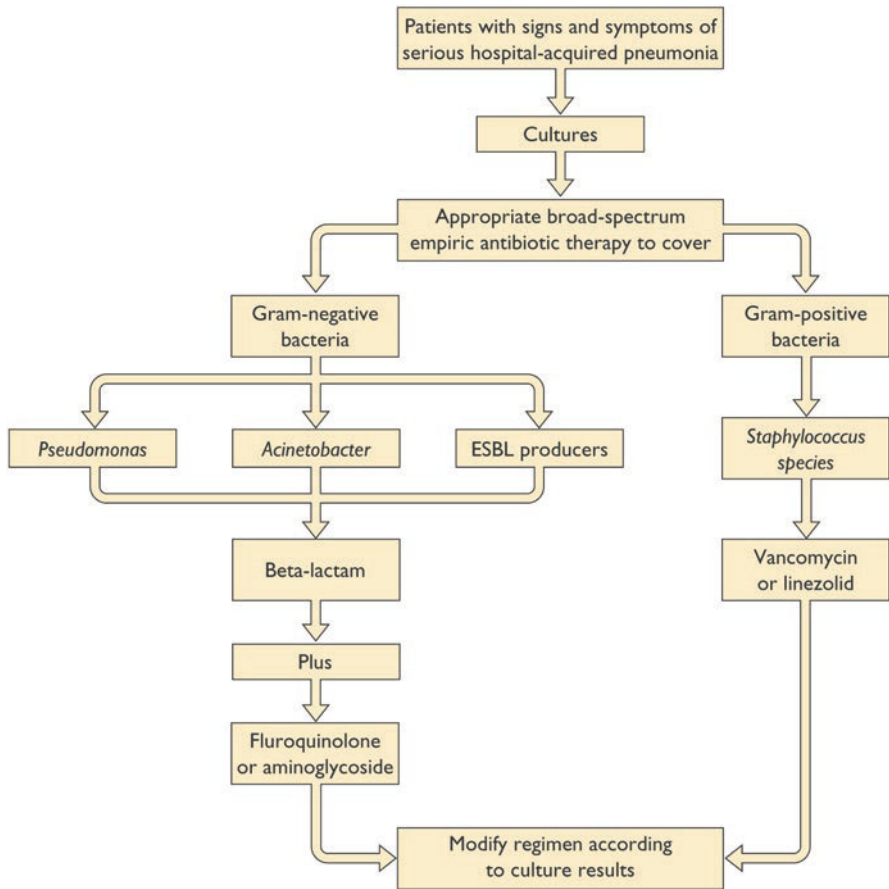 Patients with signs and symptoms of
serious hospital-acquired pneumonia
Cultures
Appropriate broad-spectrum
empiric antibiotic therapy to cover
Gram-negative
bacteria
Gram-positive
bacteria
Pseudomonas
Acinetobacter
ESBL producers
Staphylococcus
species
Beta-lactam
Vancomycin
or linezolid
Plus
Fluroquinolone
or aminoglycoside
Modify regimen according
to culture results